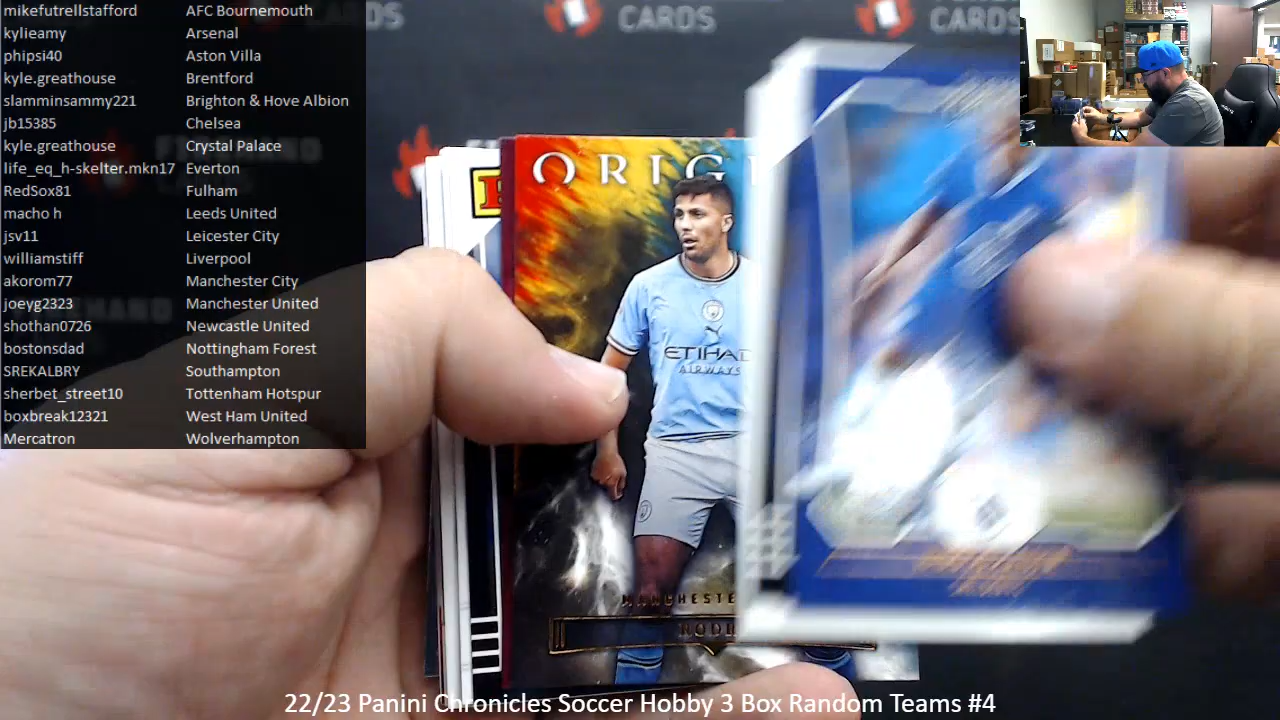 mikefutrellstafford AFC Bournemouth
kylieamy Arsenal
phipsi40 Aston Villa
kyle.greathouse Brentford
slamminsammy221 Brighton & Hove Albion
jb15385 Chelsea
kyle.greathouse Crystal Palace
life_eq_h-skelter.mkn17 Everton
RedSox81 Fulham
macho h Leeds United
jsv11 Leicester City
williamstiff Liverpool
akorom77 Manchester City
joeyg2323 Manchester United
shothan0726 Newcastle United
bostonsdad Nottingham Forest
SREKALBRY Southampton
sherbet_street10 Tottenham Hotspur
boxbreak12321 West Ham United
Mercatron Wolverhampton
CARDS
ORIG
ETIHAD
AIRWAYS
MANCHESTE
RODI
22/23 Panini Chronicles Soccer Hobby 3 Box Random Teams #4